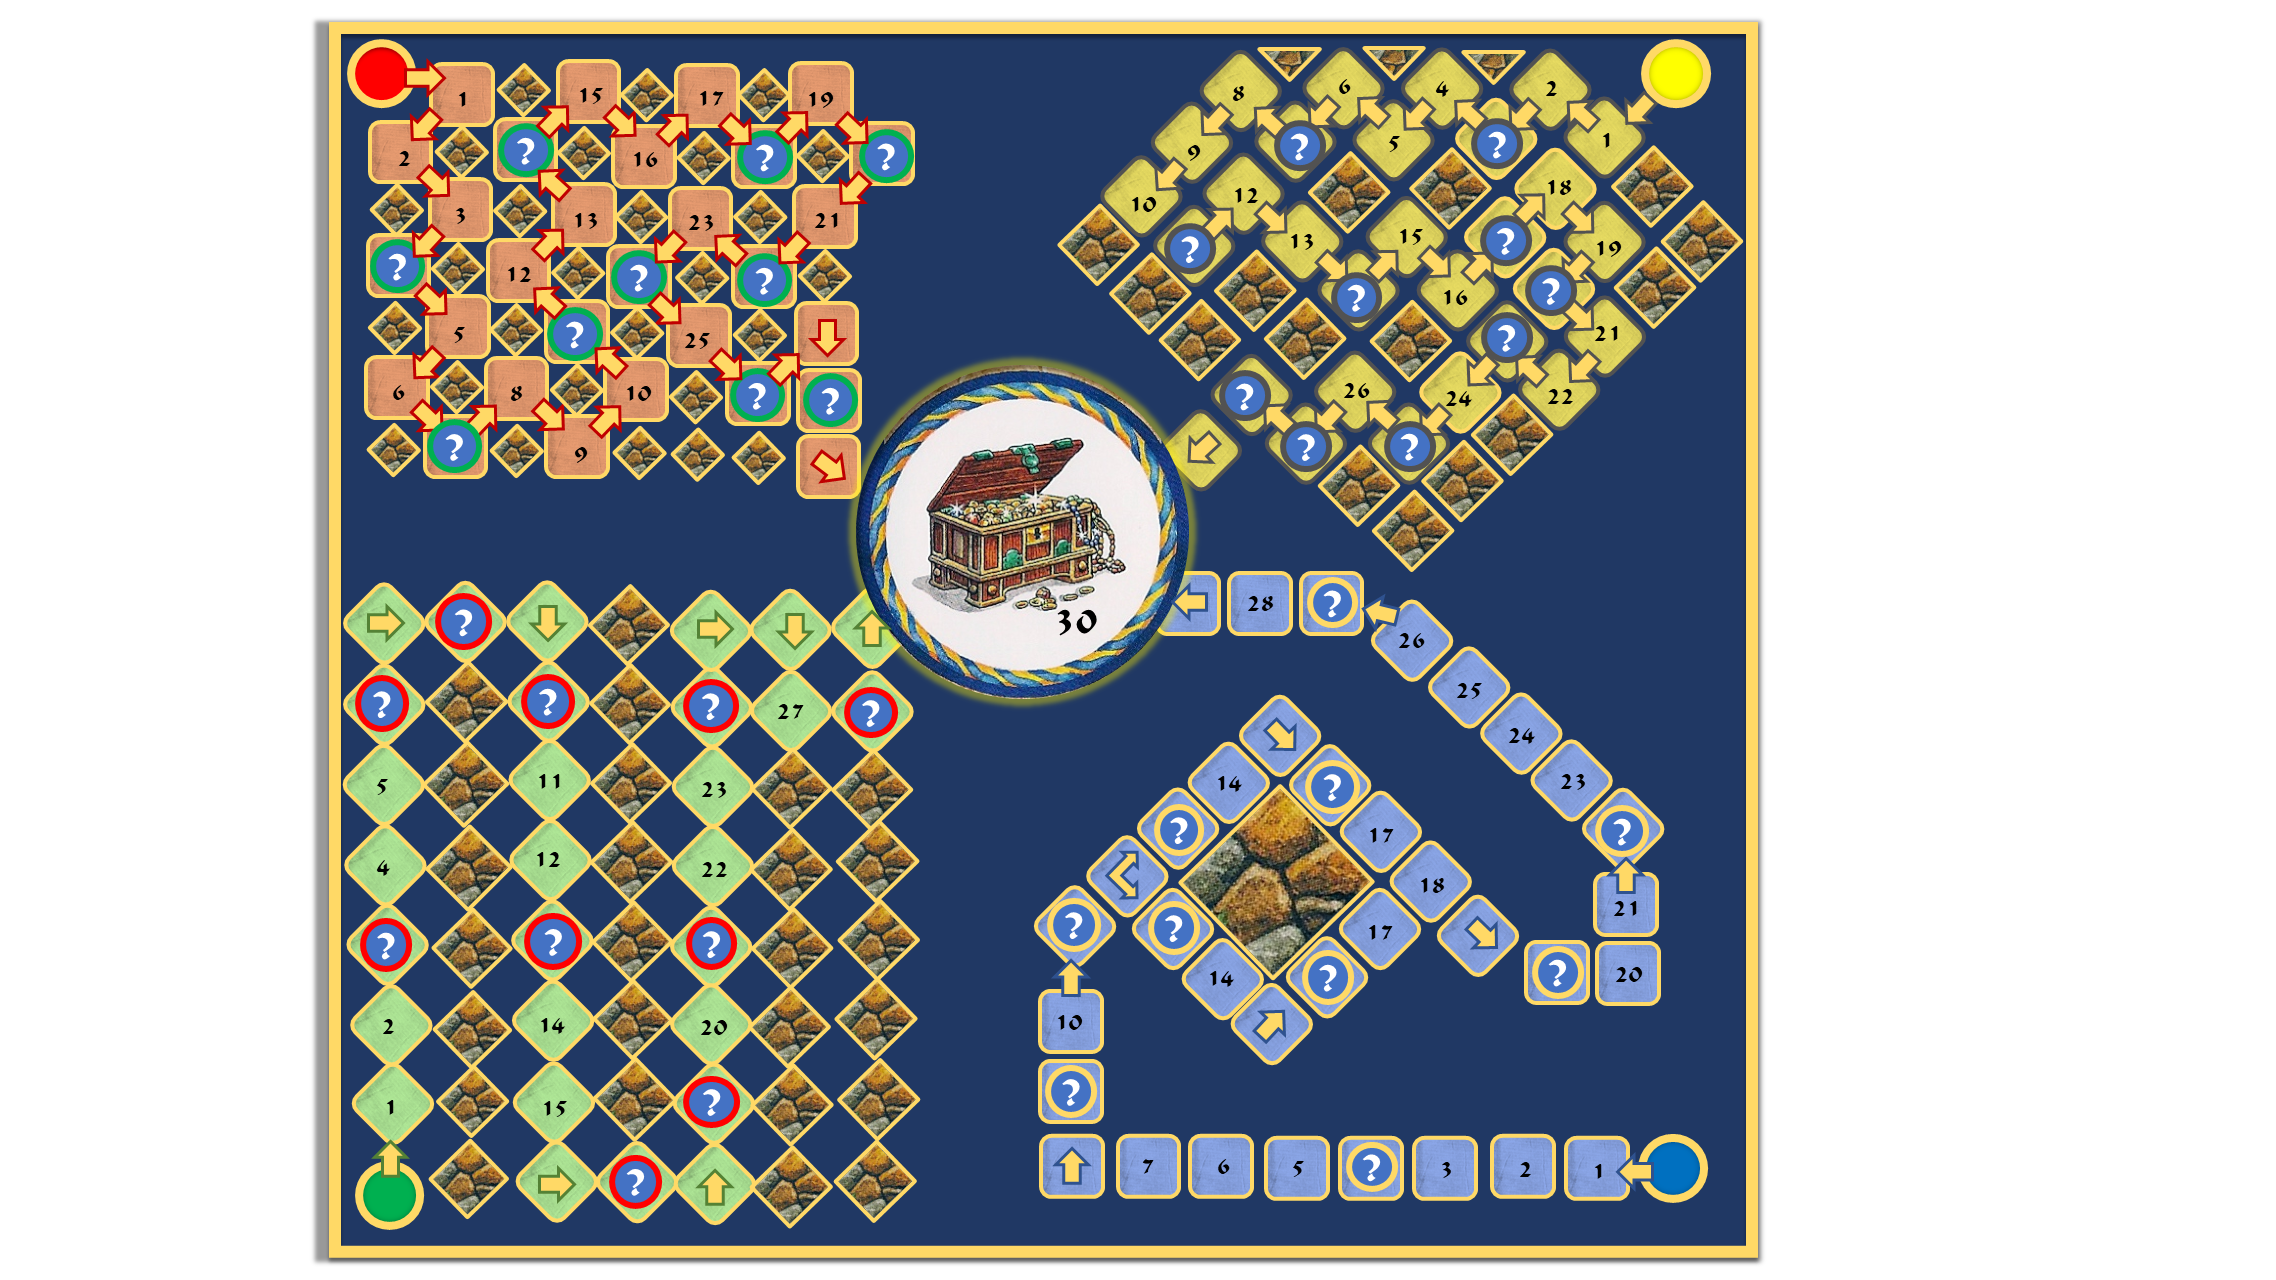 1 15 17 19
2 ? 16 ? ?
3 13 23 21
? 12 ? ?
5 ? 25
6 8 10 ? ?
? 9
8 6 4 2
9 ? 5 ? 1
10 12 18
? 13 ? 15 16 ? 19
? 21
?
? 26 24 22
? ?
30
?
? ? ? 27 ?
5 11 23
4 12 22
? ? ?
2 14 20
1 15 ?
?
28 ? 26
25
24
14 ? 23
? 17 ?
? ? 18 21
14 ? 17 ? 20
10
?
7 6 5 ? 3 2 1